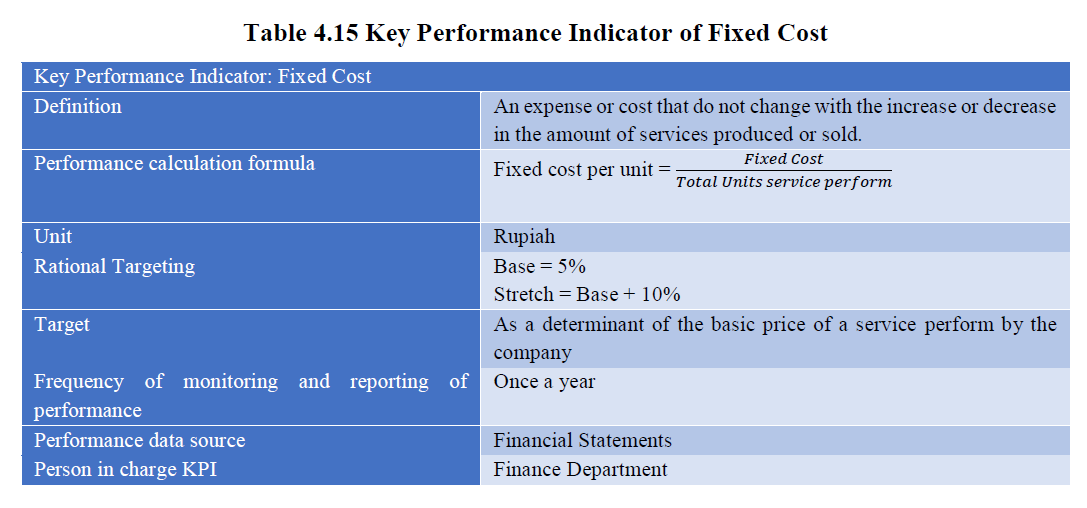 Table 4.15 Key Performance Indicator of Fixed Cost
Key Performance Indicator: Fixed Cost
Definition
An expense or cost that do not change with the increase or decrease
in the amount of services produced or sold.
Performance calculation formula
Fixed cost per unit = Fixed Cost / Total Units service perform
Unit
Rupiah
Rational Targeting
Base = 5%
Stretch = Base + 10%
Target
As a determinant of the basic price of a service perform by the
company
Frequency of monitoring and reporting of
performance
Once a year
Performance data source
Financial Statements
Person in charge KPI
Finance Department